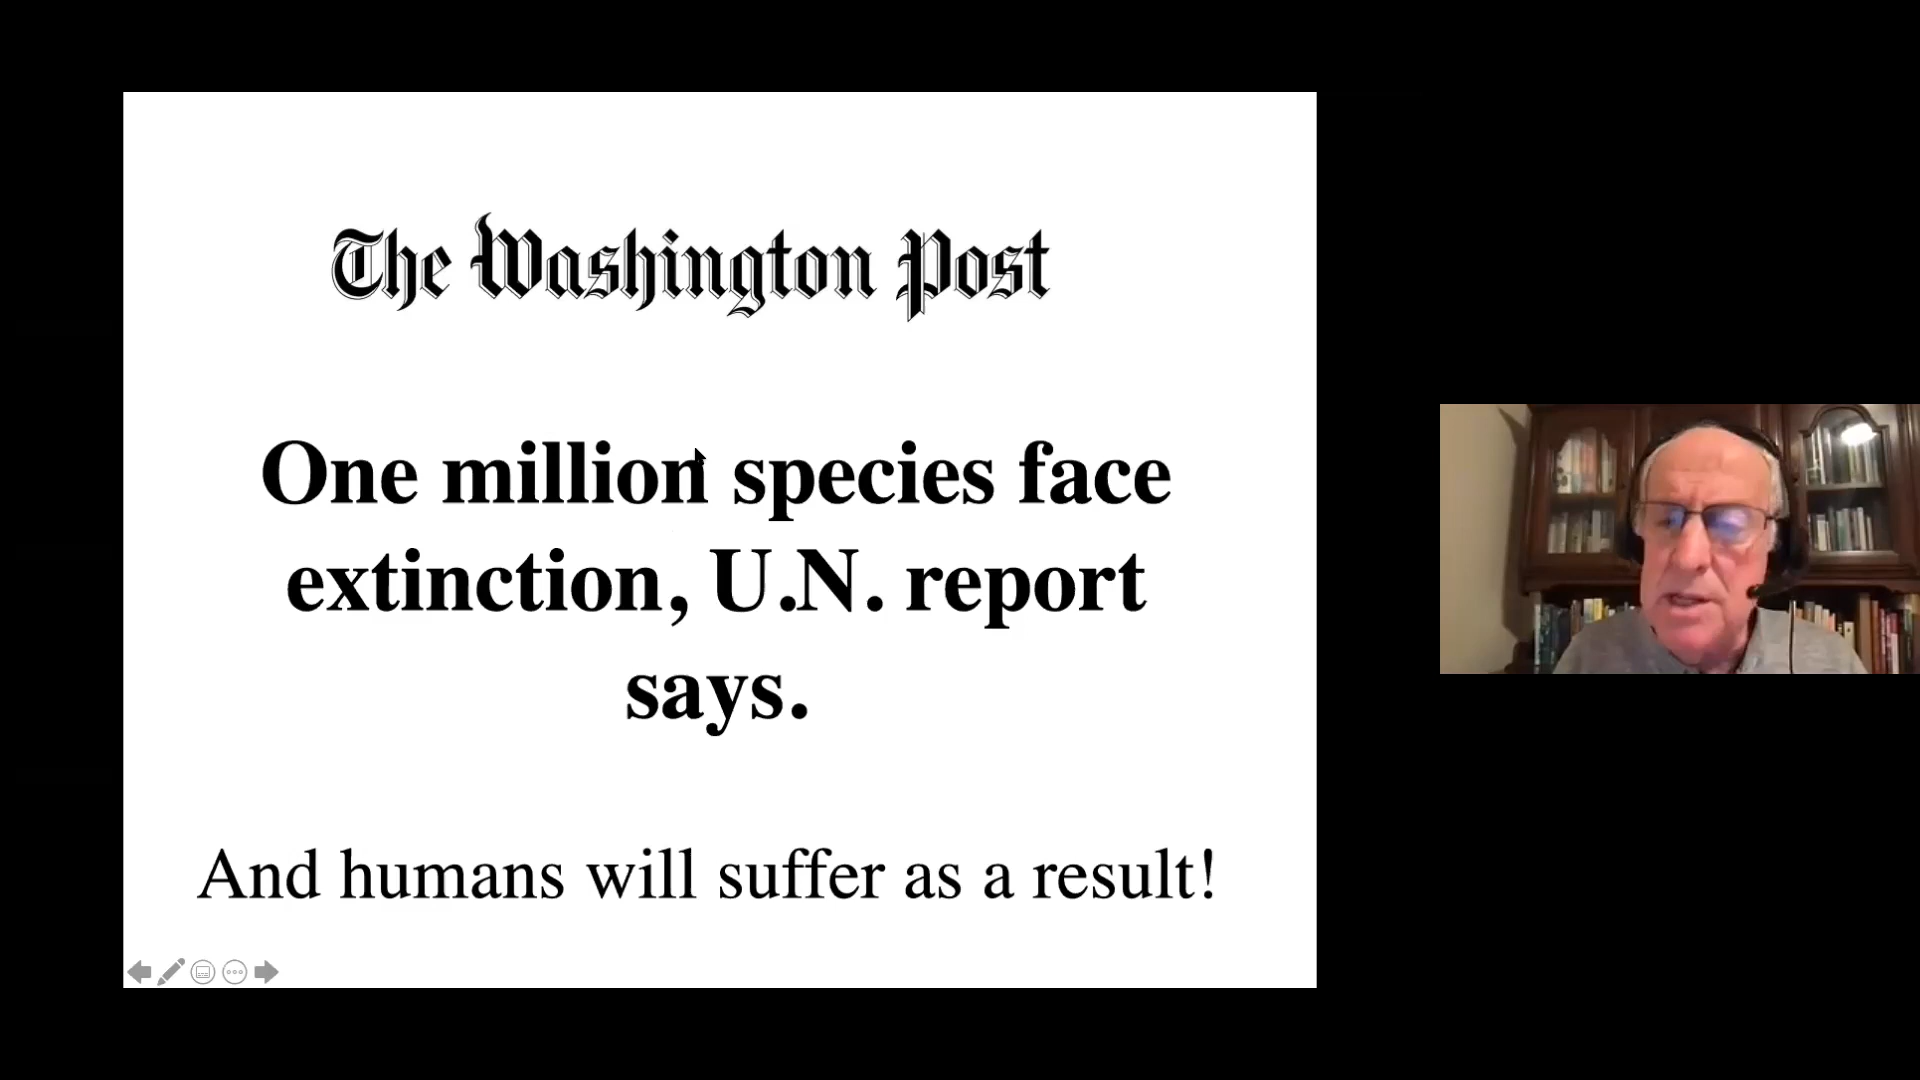 The Washington Post
One million species face
extinction, U.N. report
says.
And humans will suffer as a result!